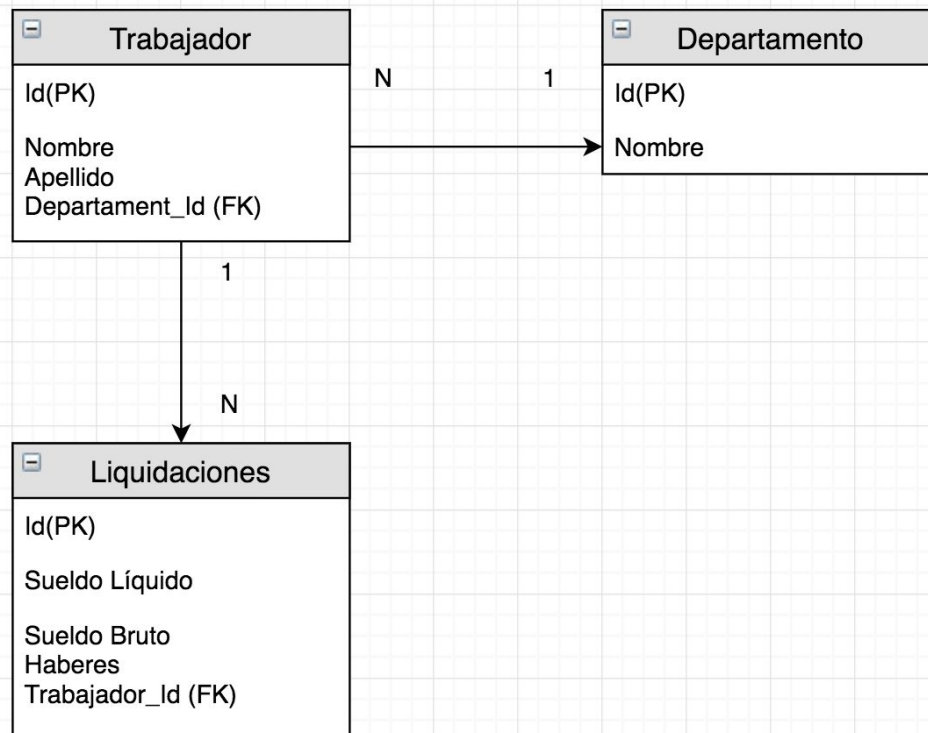 Trabajador
Id(PK)
Nombre
Apellido
Departament_Id (FK)
N
1
Departamento
Id(PK)
Nombre
1
N
Liquidaciones
Id(PK)
Sueldo Líquido
Sueldo Bruto
Haberes
Trabajador_Id (FK)